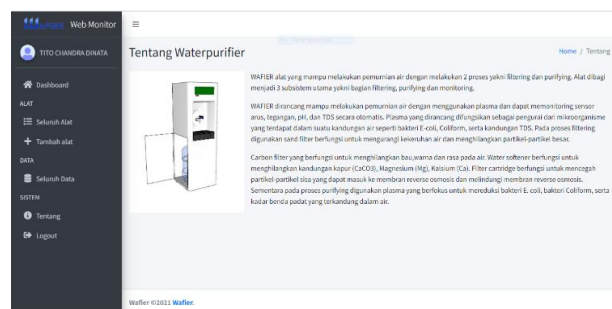 Web Monitor
TITO CHANDRA DINATA
Dashboard
ALAT
Seluruh Alat
Tambah alat
DATA
Seluruh Data
SISTEM
Tentang
Logout
Tentang Waterpurifier
Home / Tentang
WAFIER alat yang mampu melakukan pemurnian air dengan melakukan 2 proses yakni filtering dan purifying. Alat dibagi
menjadi 3 subsistem utama yakni bagian filtering, purifying dan monitoring.
WAFIER dirancang mampu melakukan pemurnian air dengan menggunakan plasma dan dapat memonitoring sensor
arus, tegangan, pH, dan TDS secara otomatis. Plasma yang dirancang difungsikan sebagai pengurai dari mikroorganisme
yang terdapat dalam suatu kandungan air seperti bakteri E-coli, Coliform, serta kandungan TDS. Pada proses filtering
digunakan sand filter berfungsi untuk mengurangi kekeruhan air dan menghilangkan partikel-partikel besar.
Carbon filter yang berfungsi untuk menghilangkan bau,warna dan rasa pada air. Water softener berfungsi untuk
menghilangkan kandungan kapur (CaCO3), Magnesium (Mg), Kalsium (Ca). Filter cartridge berfungsi untuk mencegah
partikel-partikel sisa yang dapat masuk ke membran reverse osmosis dan melindungi membran reverse osmosis.
Sementara pada proses purifying digunakan plasma yang berfokus untuk mereduksi bakteri E. coli, bakteri Coliform, serta
kadar benda padat yang terkandung dalam air.
Wafier ©2021 Wafier.